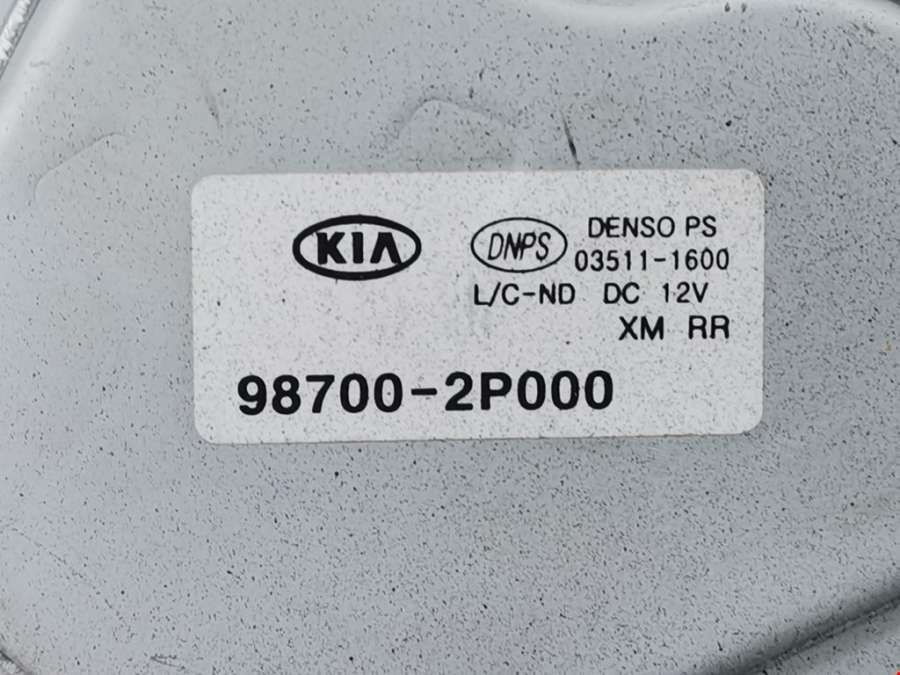 KIA
DNPS
DENSO PS
03511-1600
L/C-ND DC 12V
XM RR
98700-2P000